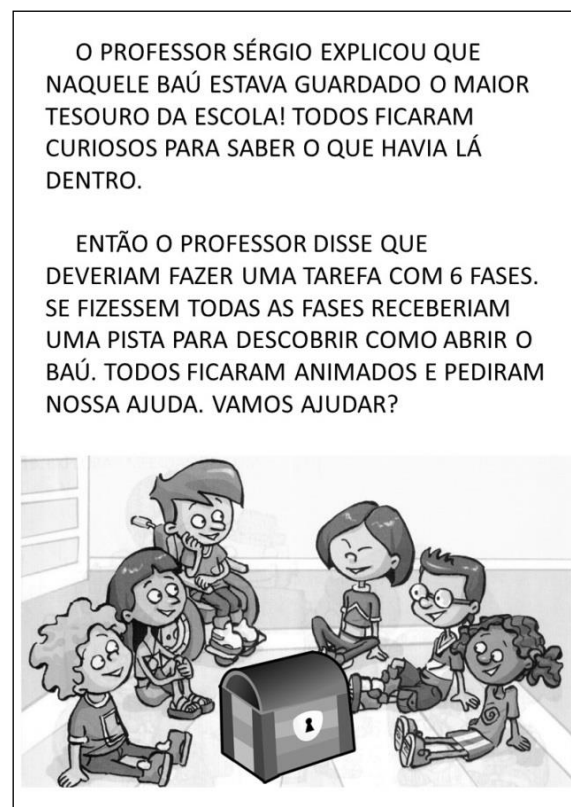 O PROFESSOR SÉRGIO EXPLICOU QUE
NAQUELE BAÚ ESTAVA GUARDADO O MAIOR
TESOURO DA ESCOLA! TODOS FICARAM
CURIOSOS PARA SABER O QUE HAVIA LÁ
DENTRO.
ENTÃO O PROFESSOR DISSE QUE
DEVERIAM FAZER UMA TAREFA COM 6 FASES.
SE FIZESSEM TODAS AS FASES RECEBERIAM
UMA PISTA PARA DESCOBRIR COMO ABRIR O
BAÚ. TODOS FICARAM ANIMADOS E PEDIRAM
NOSSA AJUDA. VAMOS AJUDAR?